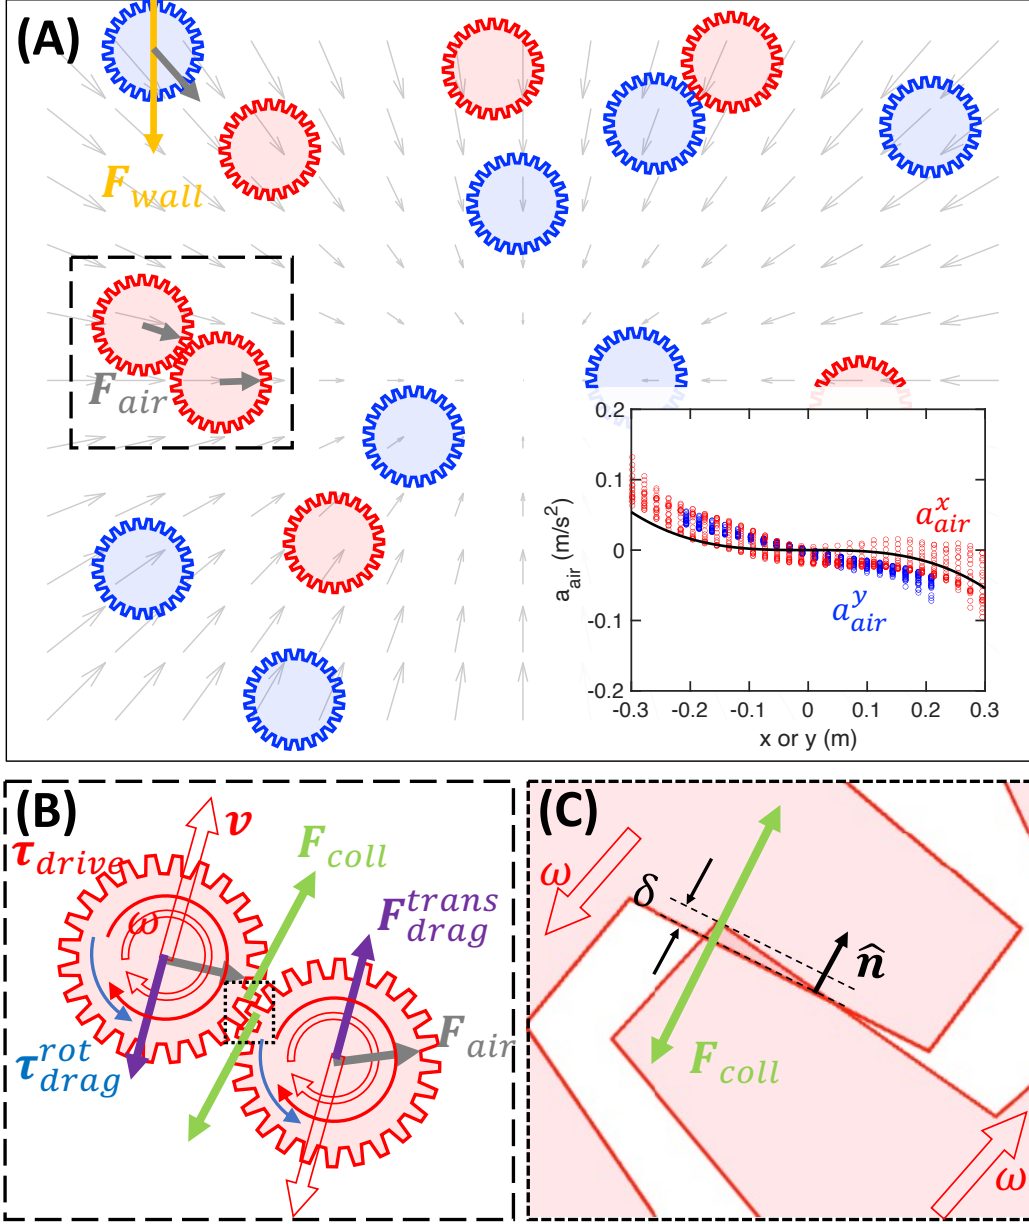 (A)
F_wall
F_air
0.2
0.1
0
-0.1
-0.2
a_air (m/s²)
a_air^x
a_air^y
-0.3 -0.2 -0.1 0 0.1 0.2 0.3
x or y (m)
(B)
v
τ_drive
F_coll
ω
F_drag^trans
F_air
τ_drag^rot
(C)
ω
δ
n̂
F_coll
ω